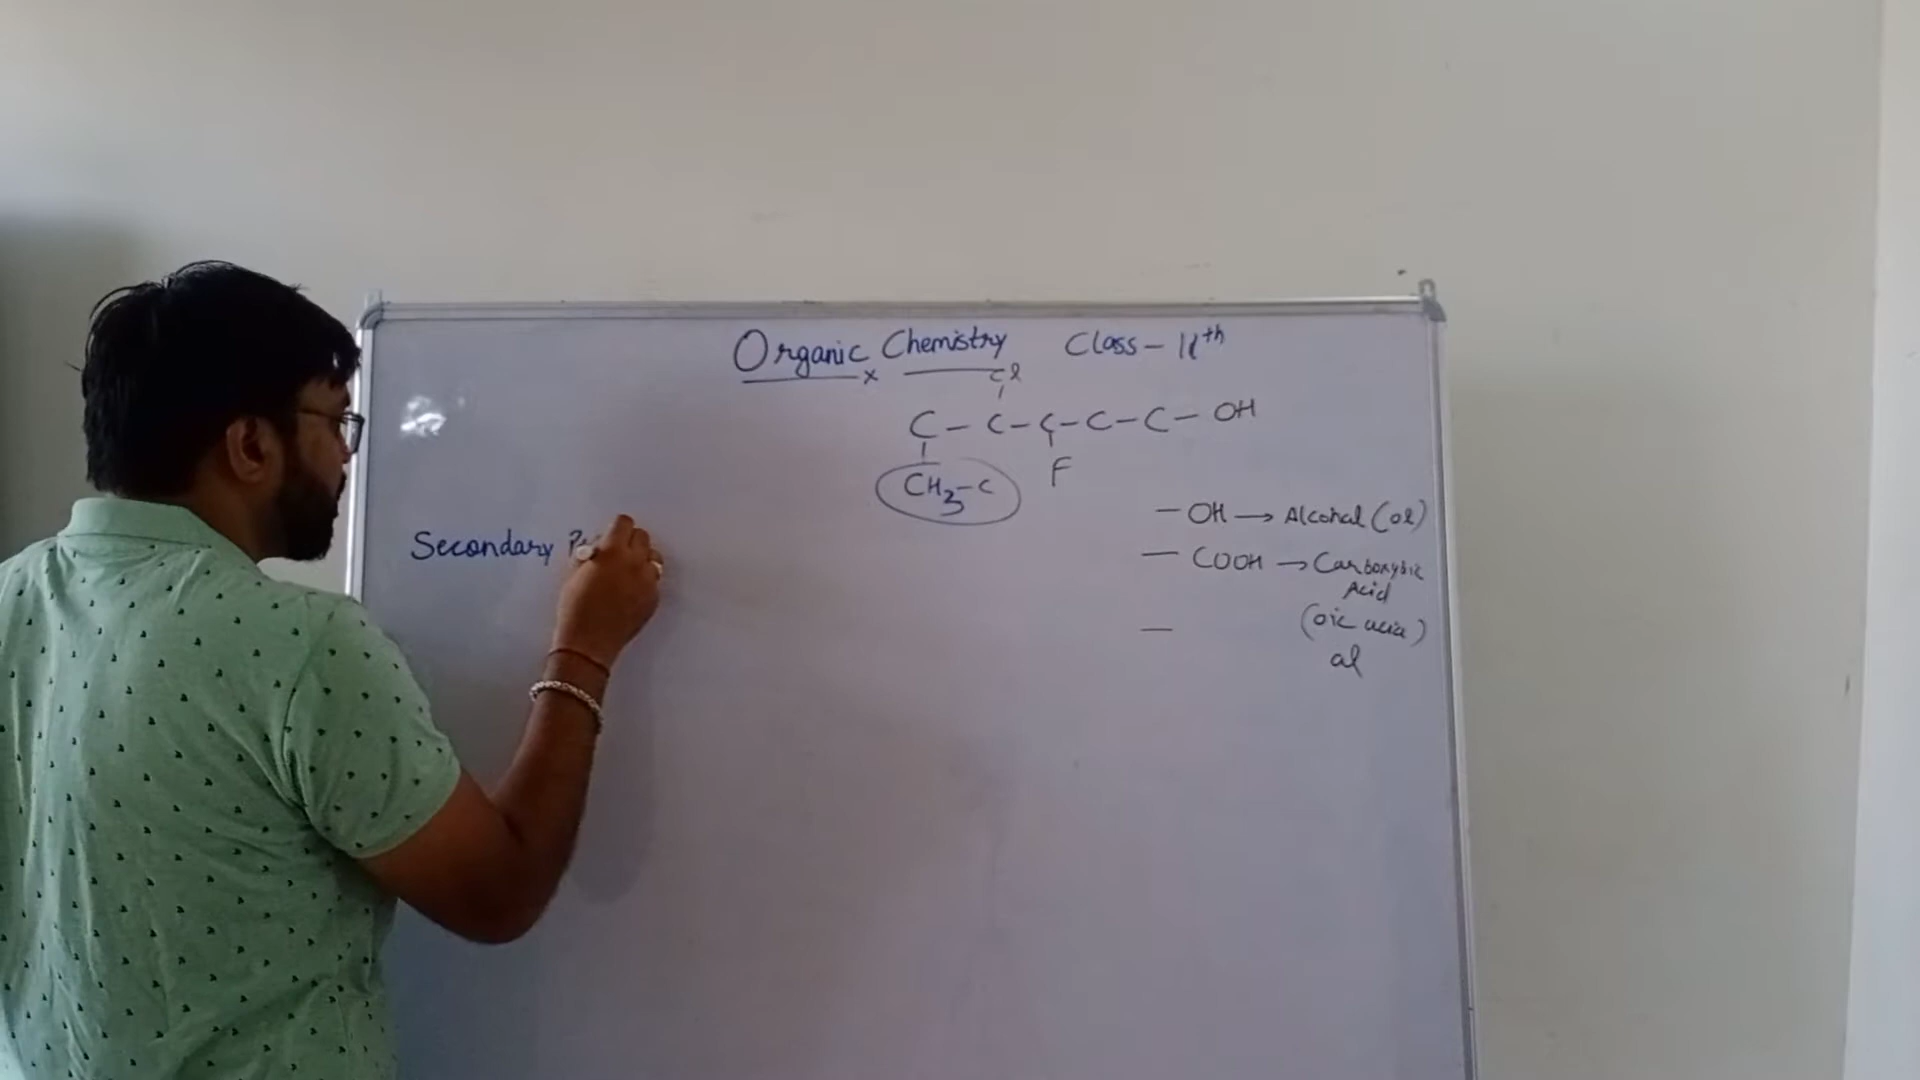 Organic Chemistry Class - 11th
x
Cl
C - C - C - C - C - OH
F
CH3-C
- OH → Alcohal (ol)
Secondary
- COOH → Carboxylic
Acid
(oic acid)
-
al